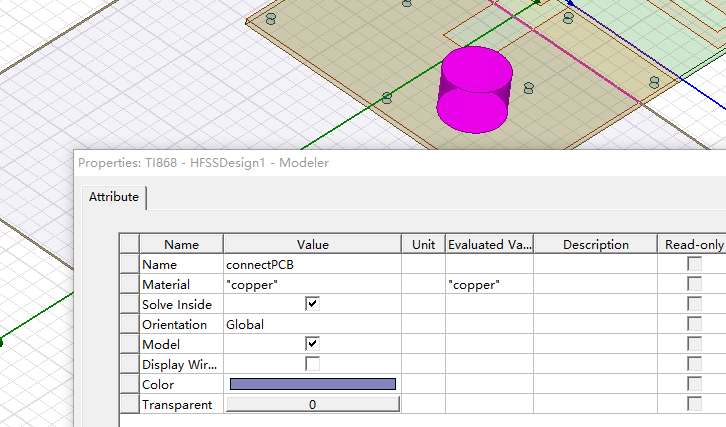 Properties: TI868 - HFSSDesign1 - Modeler
Attribute
Name Value Unit Evaluated Va... Description Read-only
Name connectPCB
Material "copper" "copper"
Solve Inside
Orientation Global
Model
Display Wir...
Color
Transparent 0